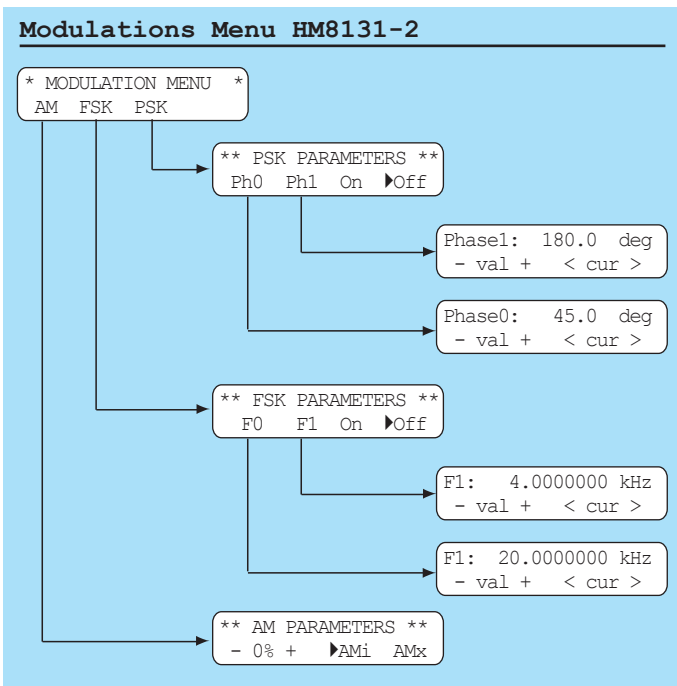 Modulations Menu HM8131-2
* MODULATION MENU *
AM FSK PSK
** PSK PARAMETERS **
Ph0 Ph1 On ▶Off
Phase1: 180.0 deg
- val + < cur >
Phase0: 45.0 deg
- val + < cur >
** FSK PARAMETERS **
F0 F1 On ▶Off
F1: 4.0000000 kHz
- val + < cur >
F1: 20.0000000 kHz
- val + < cur >
** AM PARAMETERS **
- 0% + ▶AMi AMx